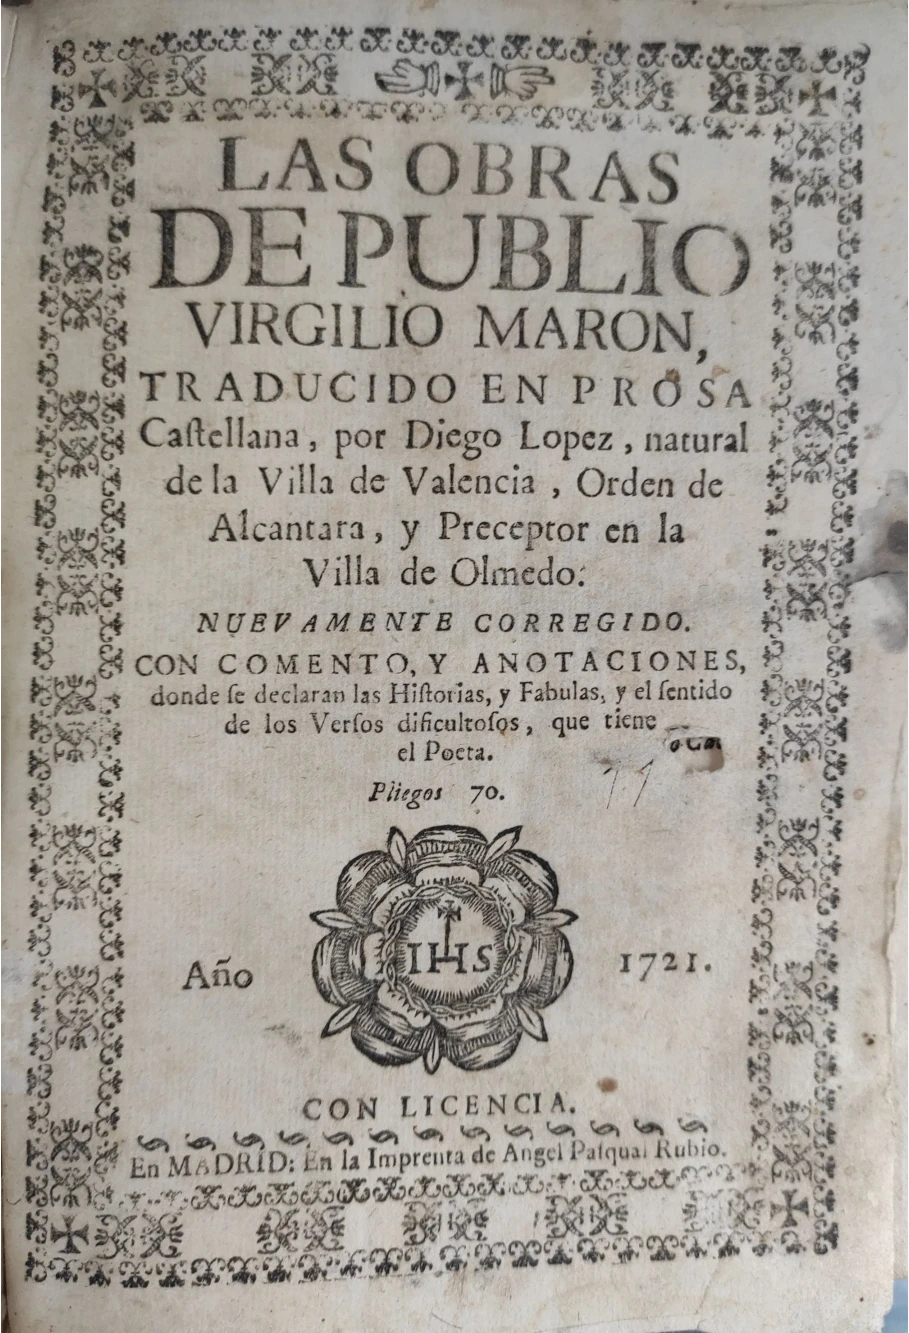 LAS OBRAS
DE PUBLIO
VIRGILIO MARON,
TRADUCIDO EN PROSA
Caſtellana, por Diego Lopez, natural
de la Villa de Valencia, Orden de
Alcantara, y Preceptor en la
Villa de Olmedo.
NUEVAMENTE CORREGIDO.
CON COMENTO, Y ANOTACIONES,
donde ſe declaran las Hiſtorias, y Fabulas, y el ſentido
de los Verſos dificultoſos, que tiene
el Poeta.
Pliegos 70.
IHS
Año 1721.
CON LICENCIA.
En MADRID: En la Imprenta de Angel Paſqual Rubio.